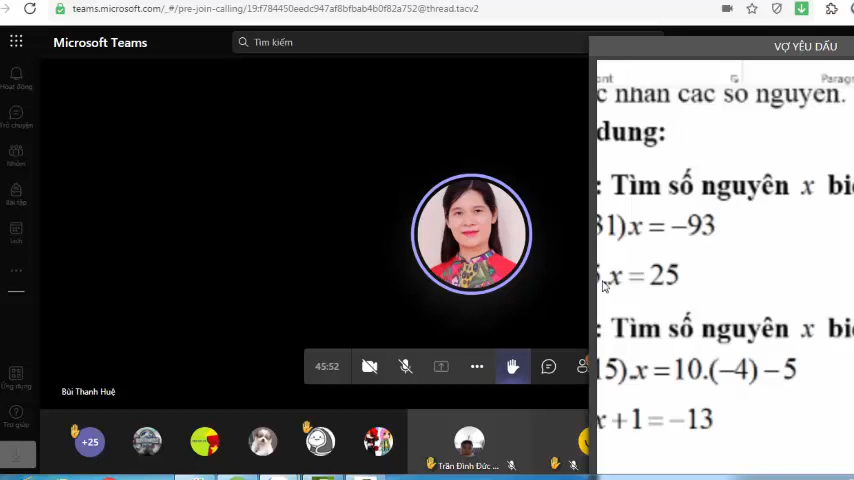 teams.microsoft.com/_#/pre-join-calling/19:f784450eedc947af8bfbab4b0f82a752@thread.tacv2
Microsoft Teams
Tìm kiếm
VỢ YÊU DẤU
Hoạt động
Trò chuyện
Nhóm
Bài tập
Lịch
Ứng dụng
Trợ giúp
ont
Paragr
c nhân các số nguyên.
dung:
: Tìm số nguyên x bi
31)x = −93
x = 25
: Tìm số nguyên x bi
15).x = 10.(−4) − 5
x + 1 = −13
45:52
Bùi Thanh Huệ
+25
Trần Đình Đức ...